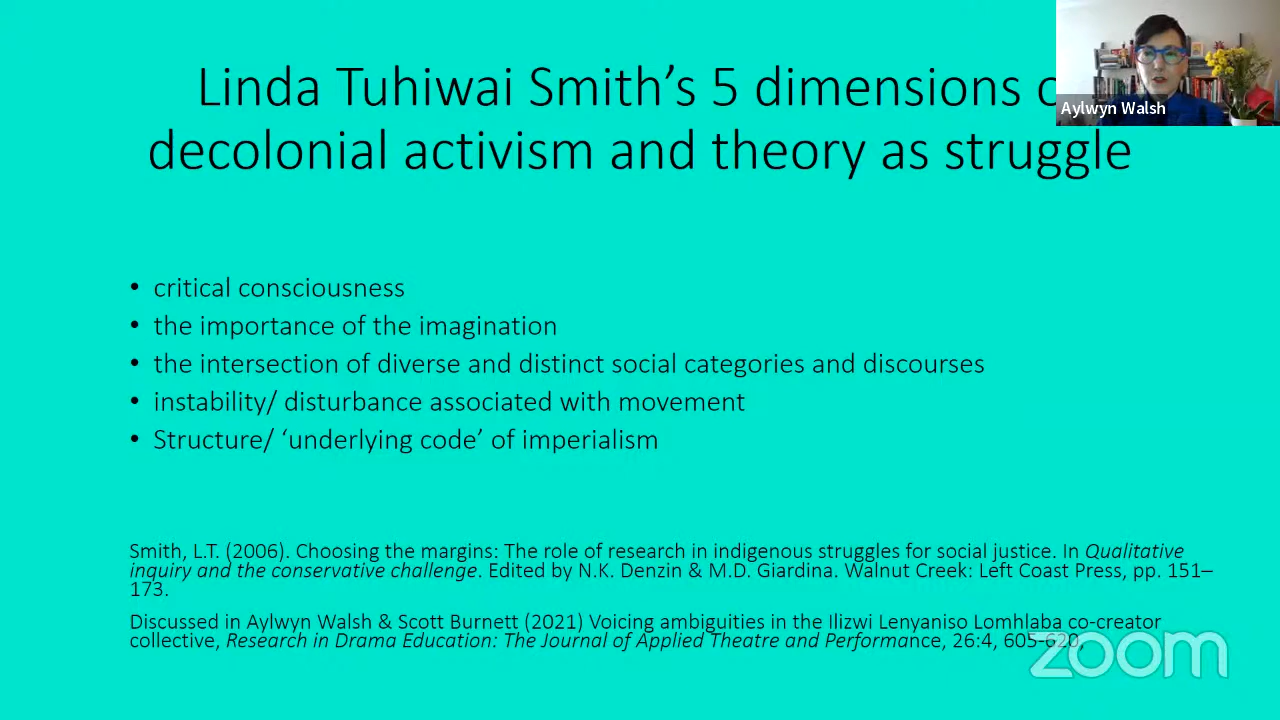 Linda Tuhiwai Smith's 5 dimensions
decolonial activism and theory as struggle
Aylwyn Walsh
• critical consciousness
• the importance of the imagination
• the intersection of diverse and distinct social categories and discourses
• instability/ disturbance associated with movement
• Structure/ ‘underlying code’ of imperialism
Smith, L.T. (2006). Choosing the margins: The role of research in indigenous struggles for social justice. In Qualitative
inquiry and the conservative challenge. Edited by N.K. Denzin & M.D. Giardina. Walnut Creek: Left Coast Press, pp. 151–
173.
Discussed in Aylwyn Walsh & Scott Burnett (2021) Voicing ambiguities in the Ilizwi Lenyaniso Lomhlaba co-creator
collective, Research in Drama Education: The Journal of Applied Theatre and Performance, 26:4, 605-620,
zoom